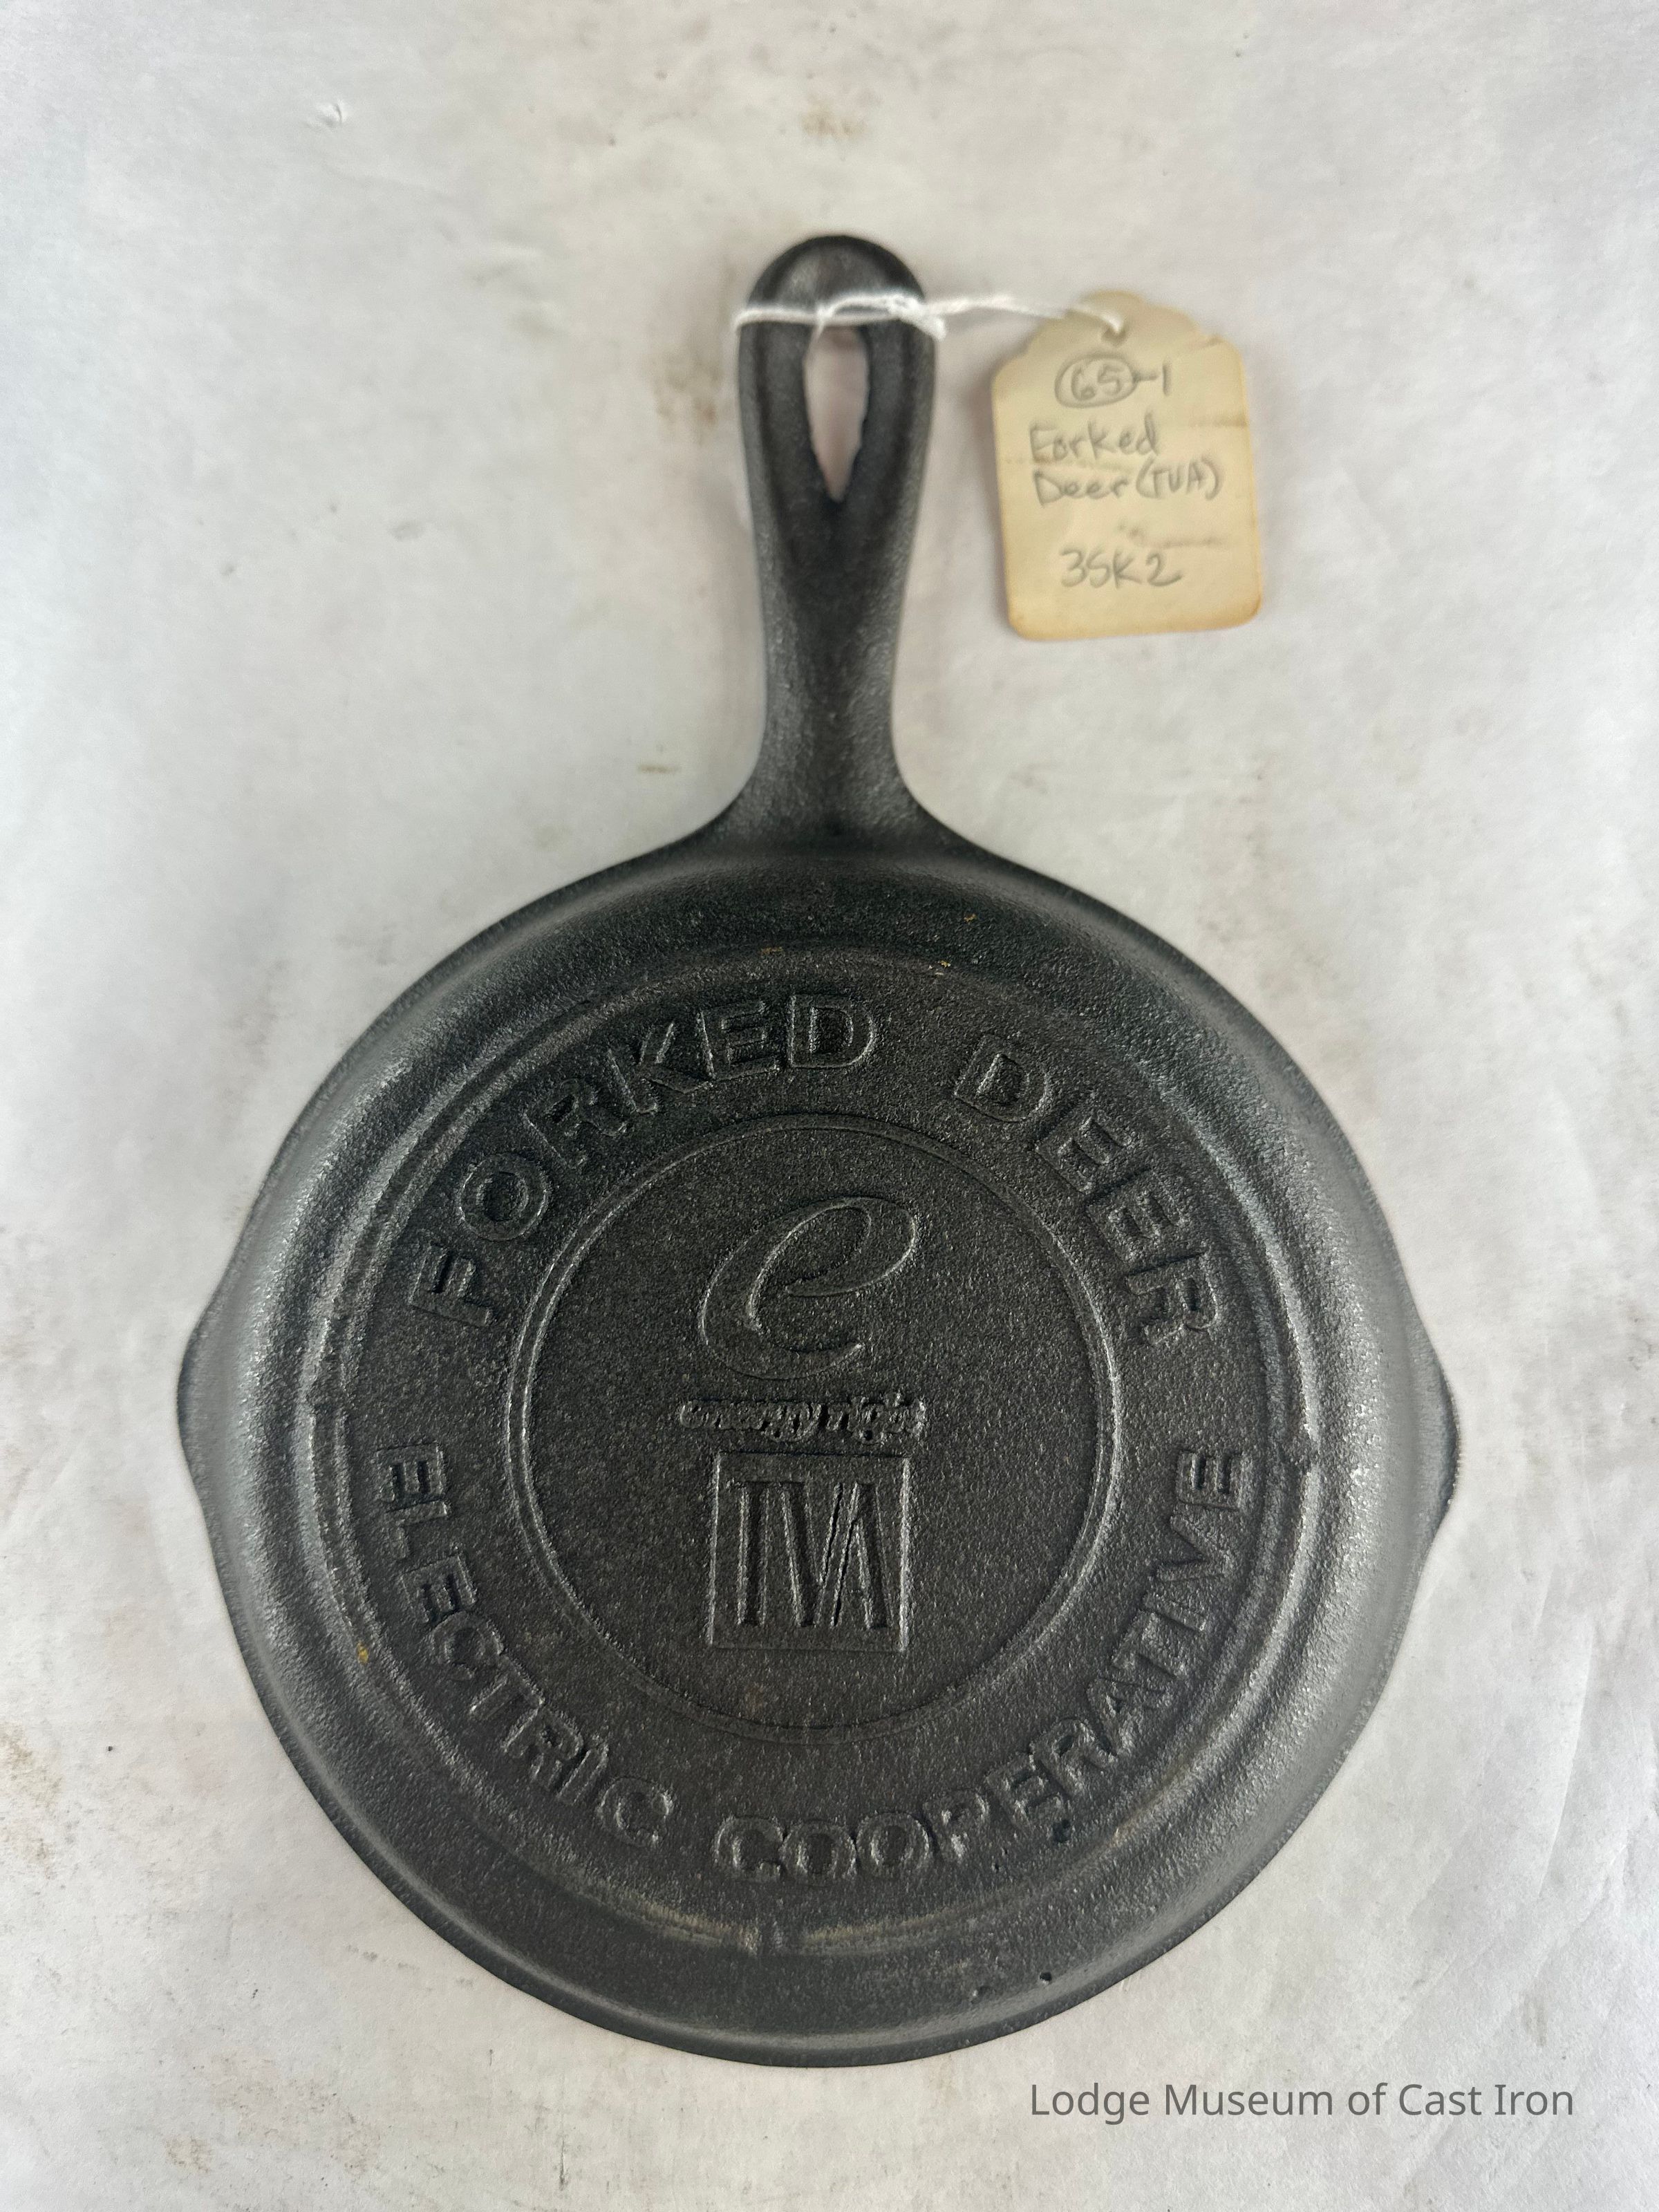 65-1
Forked
Deer (TVA)
3SK2
FORKED DEER
e
energy right
TVA
ELECTRIC COOPERATIVE
Lodge Museum of Cast Iron